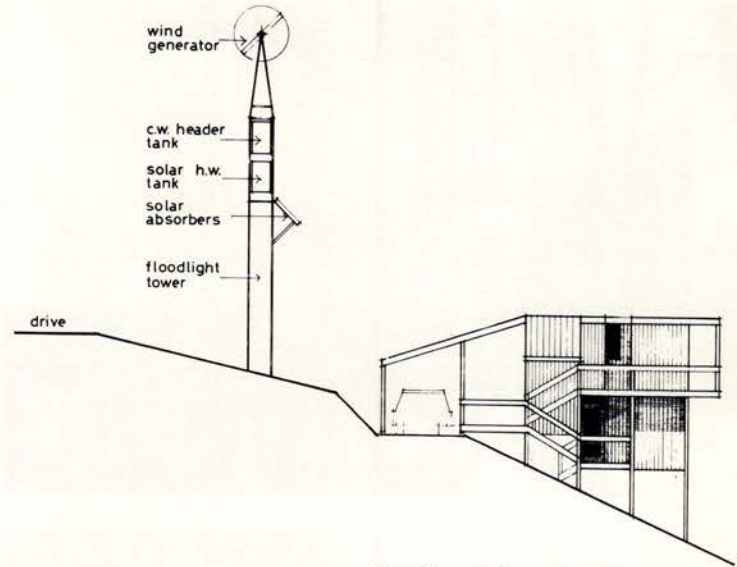 wind
generator
c.w. header
tank
solar h.w.
tank
solar
absorbers
floodlight
tower
drive